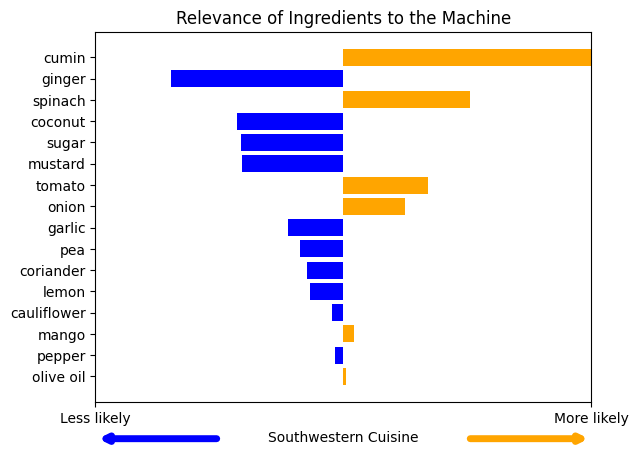 Relevance of Ingredients to the Machine
cumin
ginger
spinach
coconut
sugar
mustard
tomato
onion
garlic
pea
coriander
lemon
cauliflower
mango
pepper
olive oil
Less likely
More likely
Southwestern Cuisine